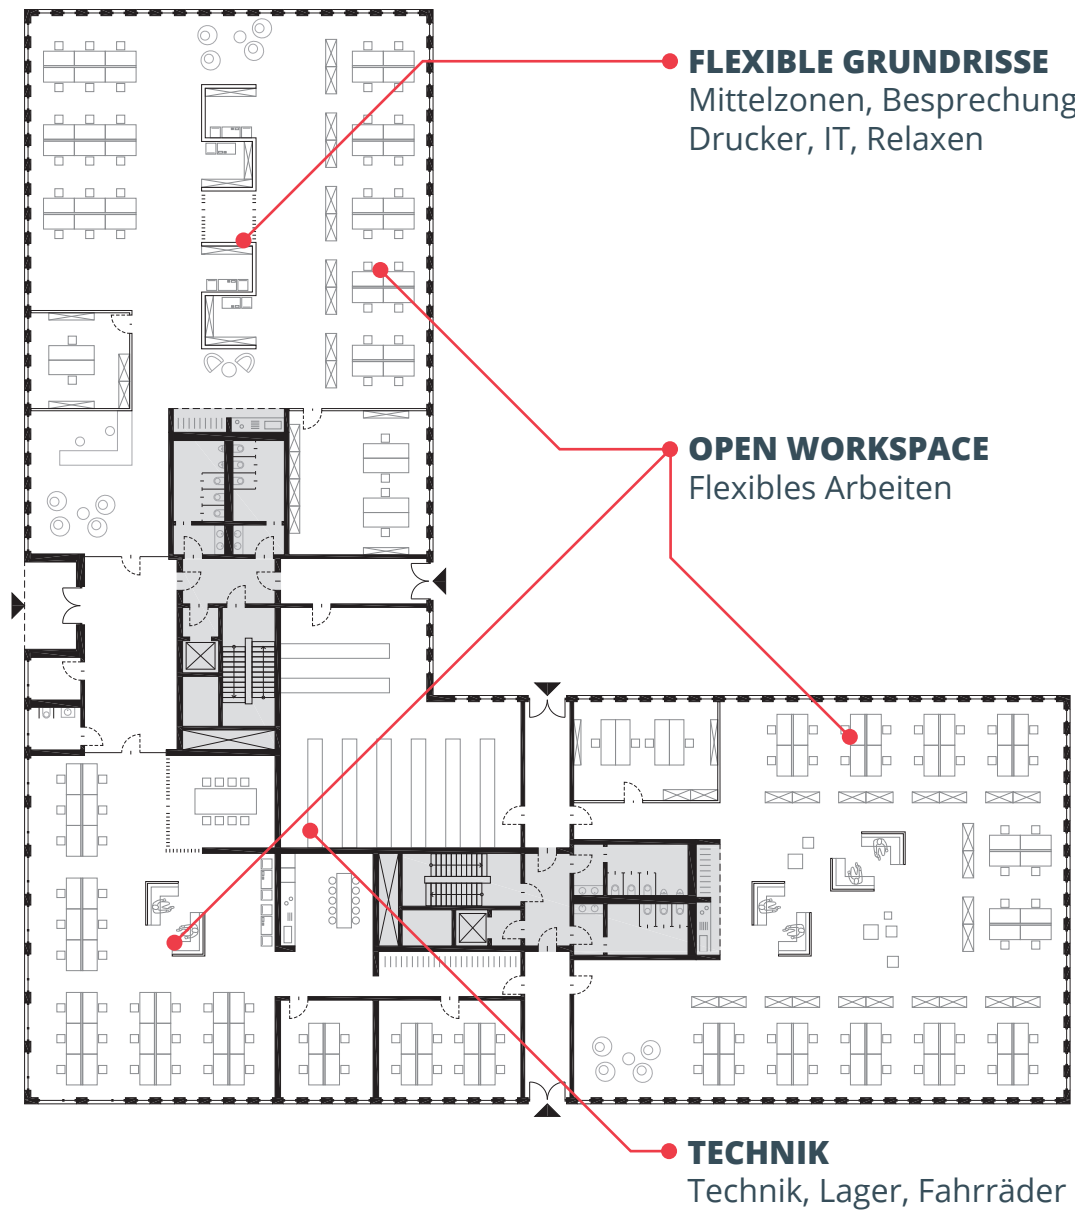 FLEXIBLE GRUNDRISSE
Mittelzonen, Besprechung
Drucker, IT, Relaxen
OPEN WORKSPACE
Flexibles Arbeiten
TECHNIK
Technik, Lager, Fahrräder